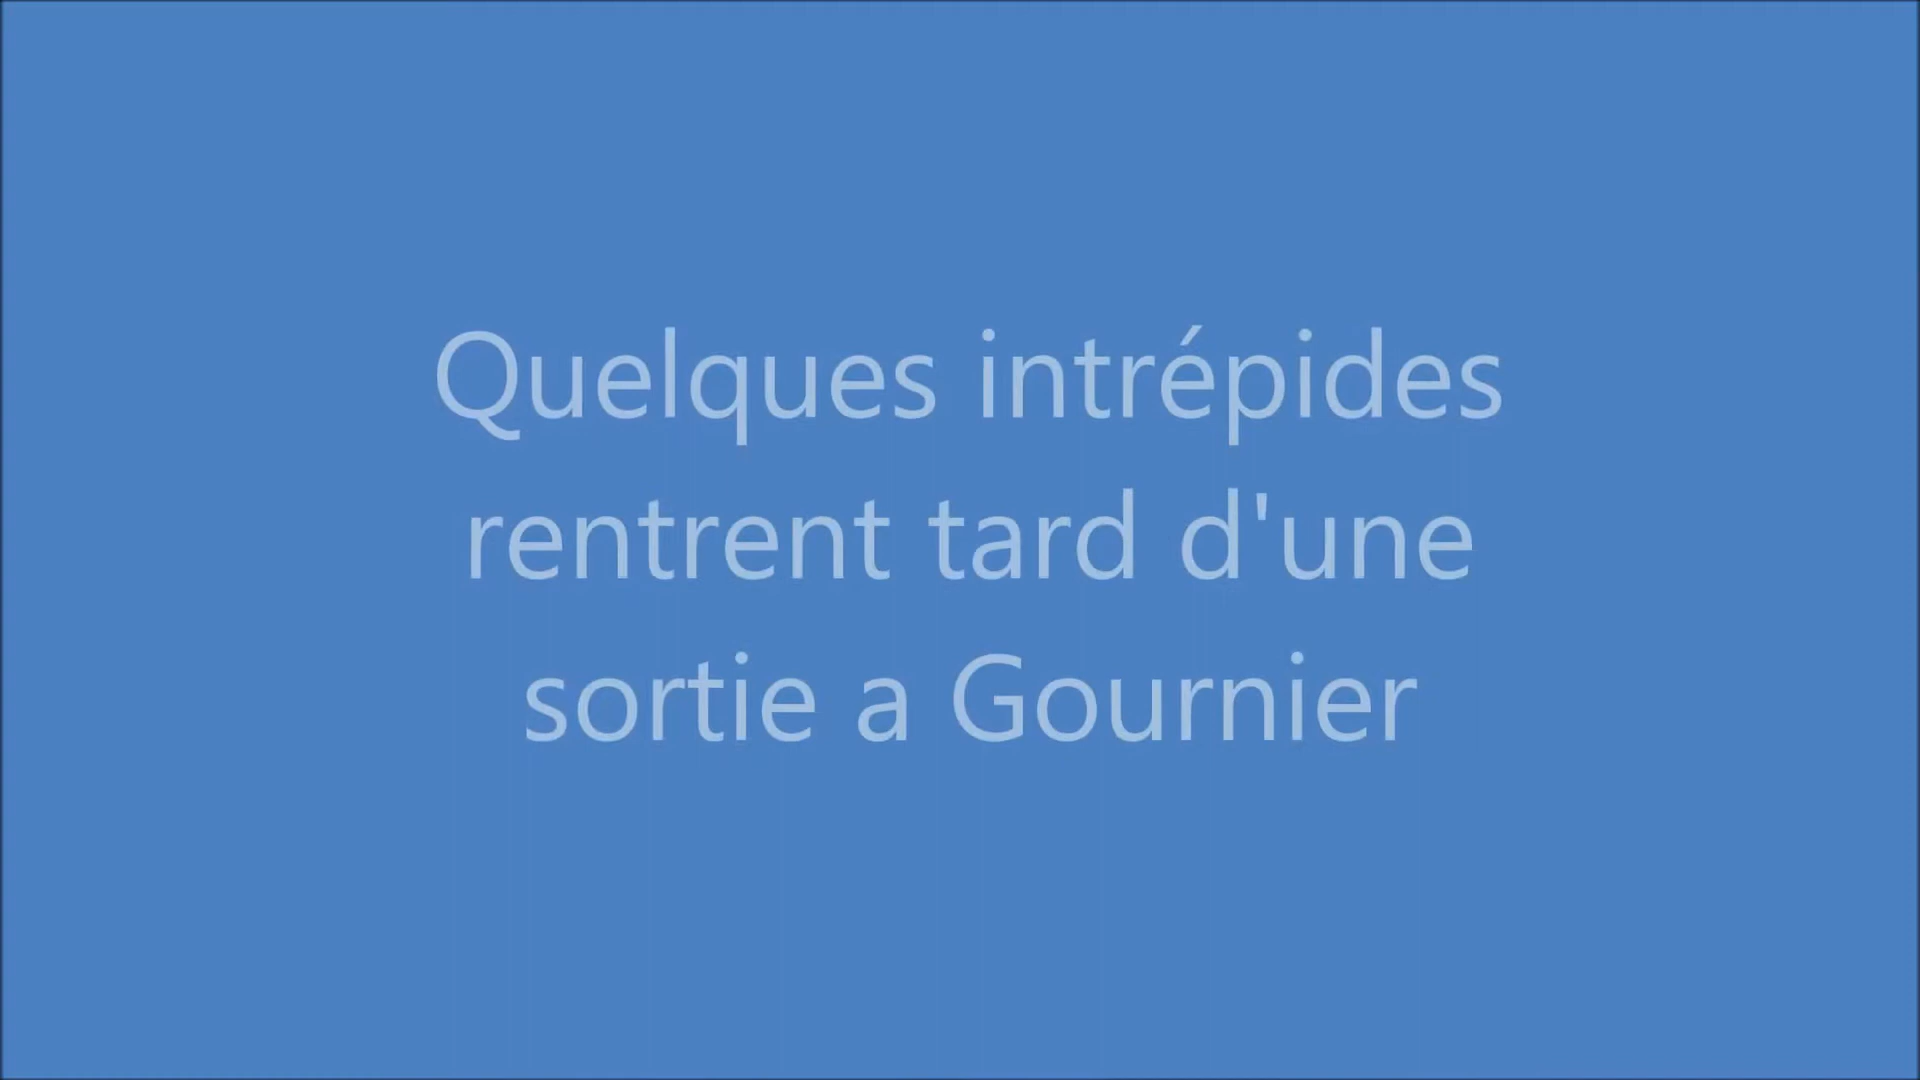 Quelques intrépides
rentrent tard d'une
sortie a Gournier